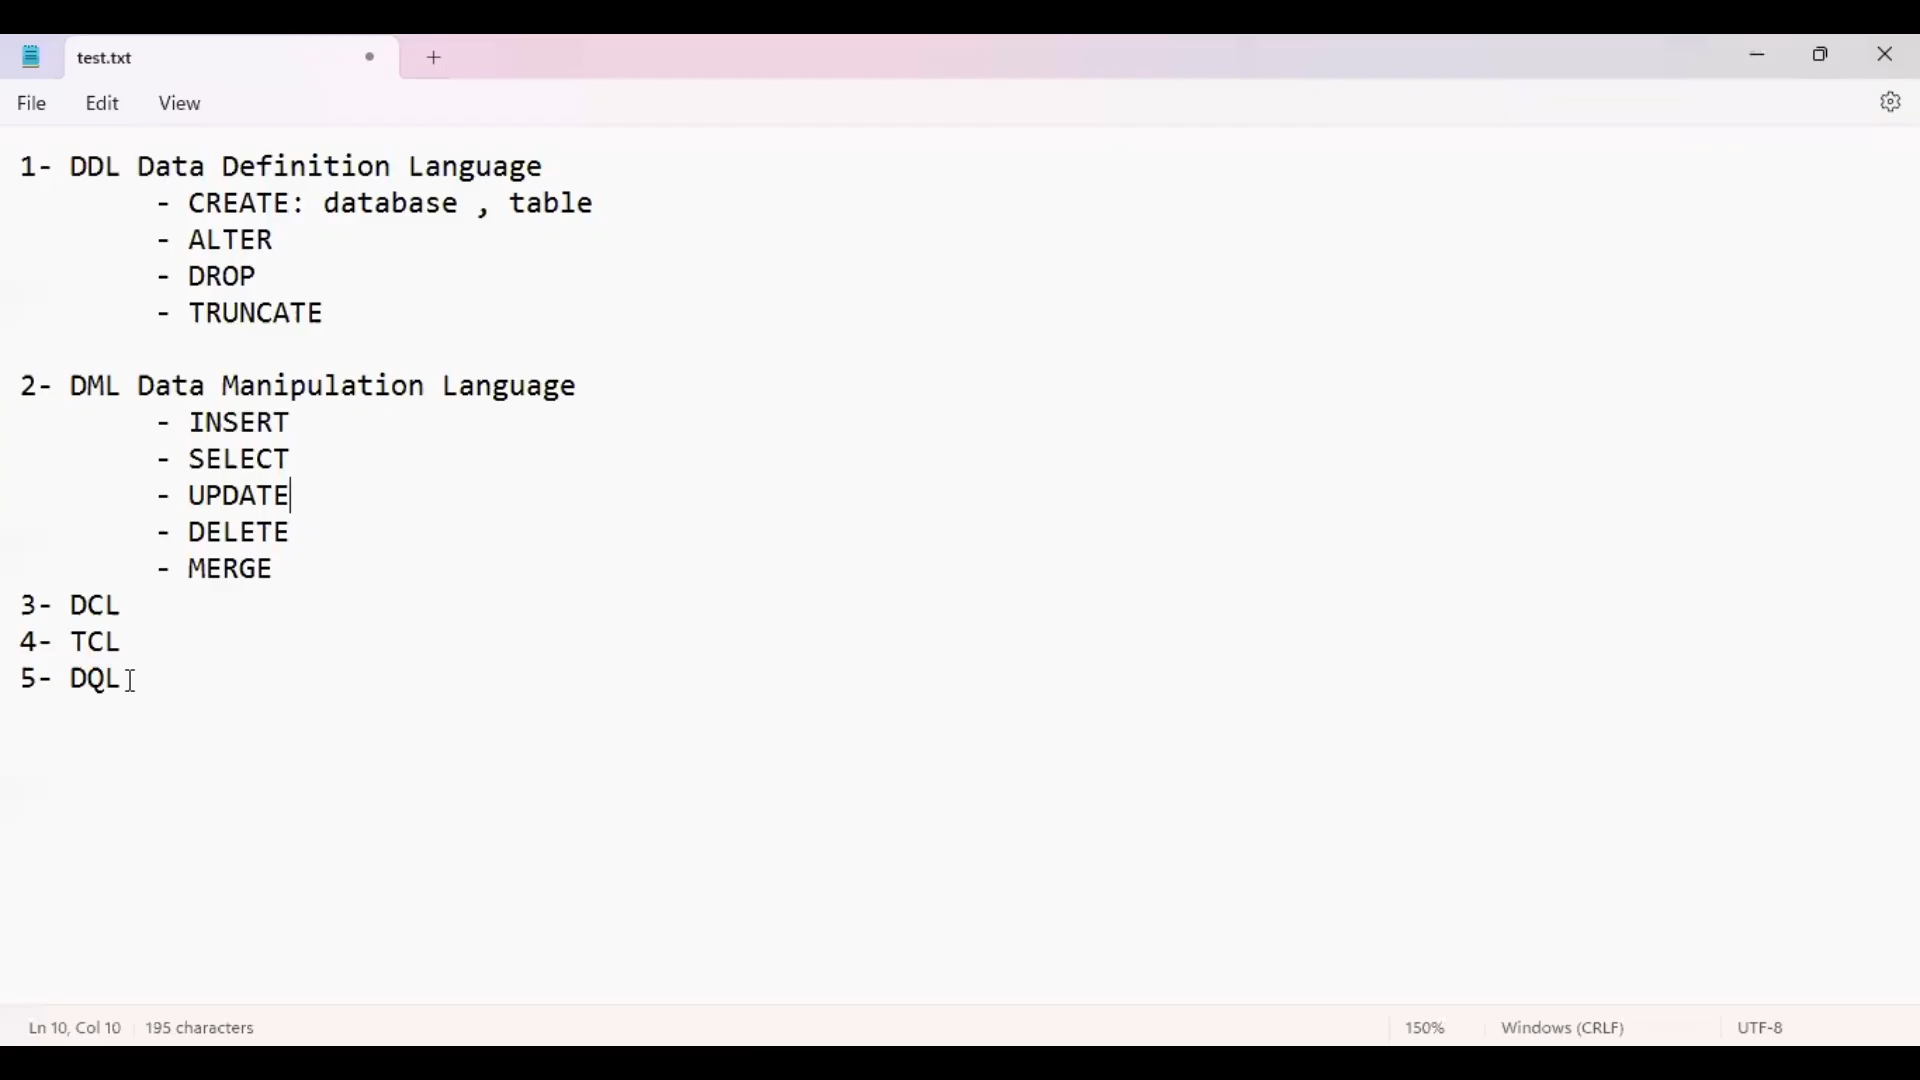 test.txt
File Edit View
1- DDL Data Definition Language
- CREATE: database , table
- ALTER
- DROP
- TRUNCATE
2- DML Data Manipulation Language
- INSERT
- SELECT
- UPDATE
- DELETE
- MERGE
3- DCL
4- TCL
5- DQL
Ln 10, Col 10 195 characters 150% Windows (CRLF) UTF-8